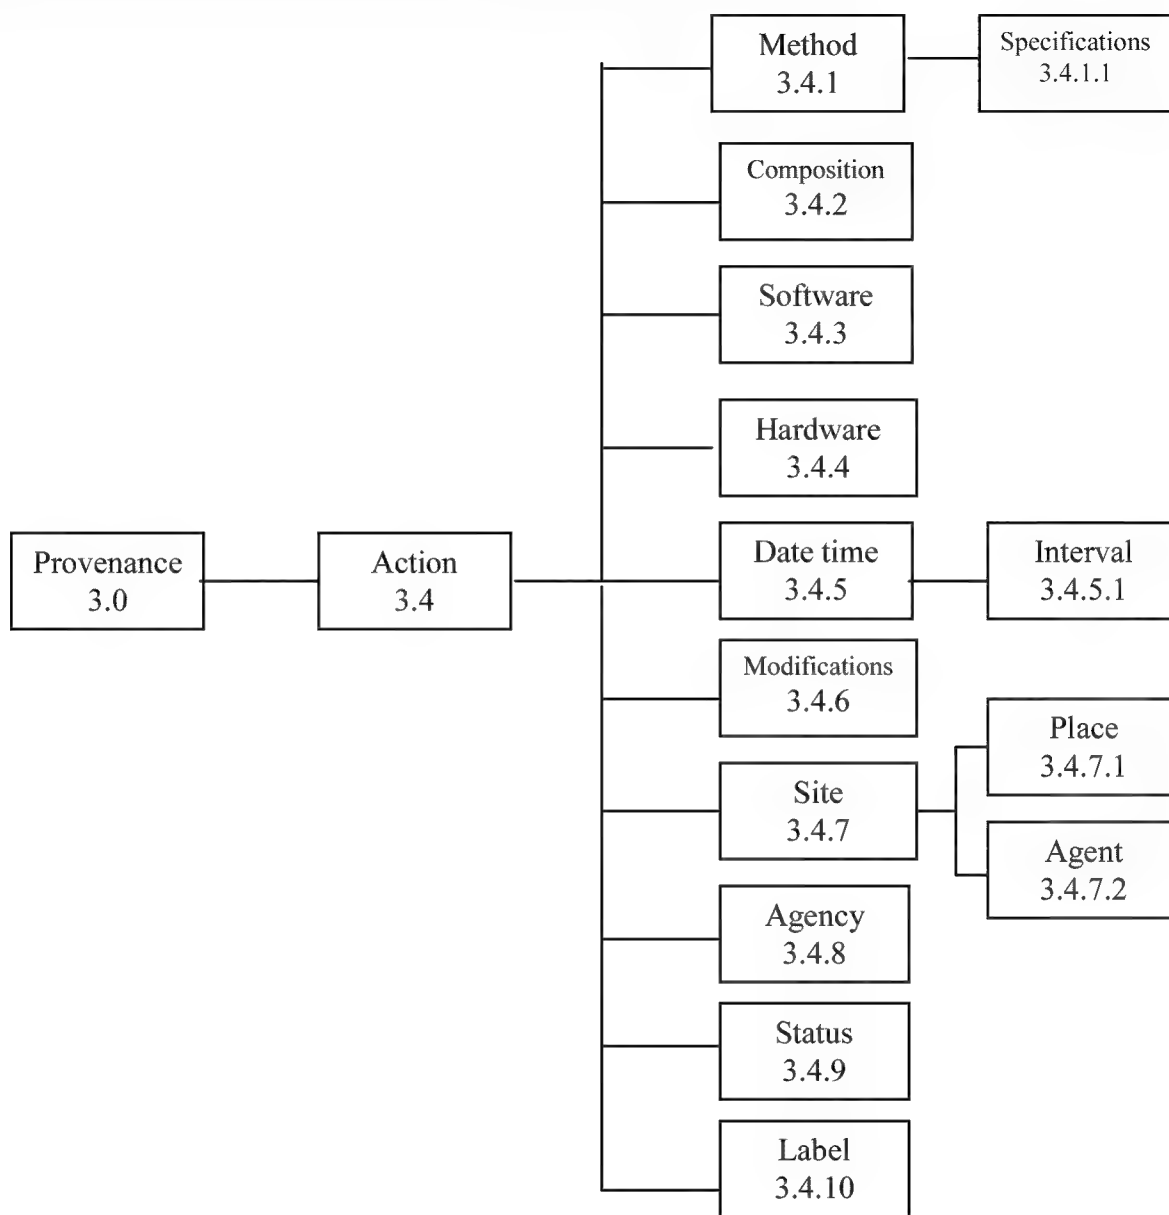 Method
3.4.1
Specifications
3.4.1.1
Composition
3.4.2
Software
3.4.3
Hardware
3.4.4
Provenance
3.0
Action
3.4
Date time
3.4.5
Interval
3.4.5.1
Modifications
3.4.6
Site
3.4.7
Place
3.4.7.1
Agent
3.4.7.2
Agency
3.4.8
Status
3.4.9
Label
3.4.10